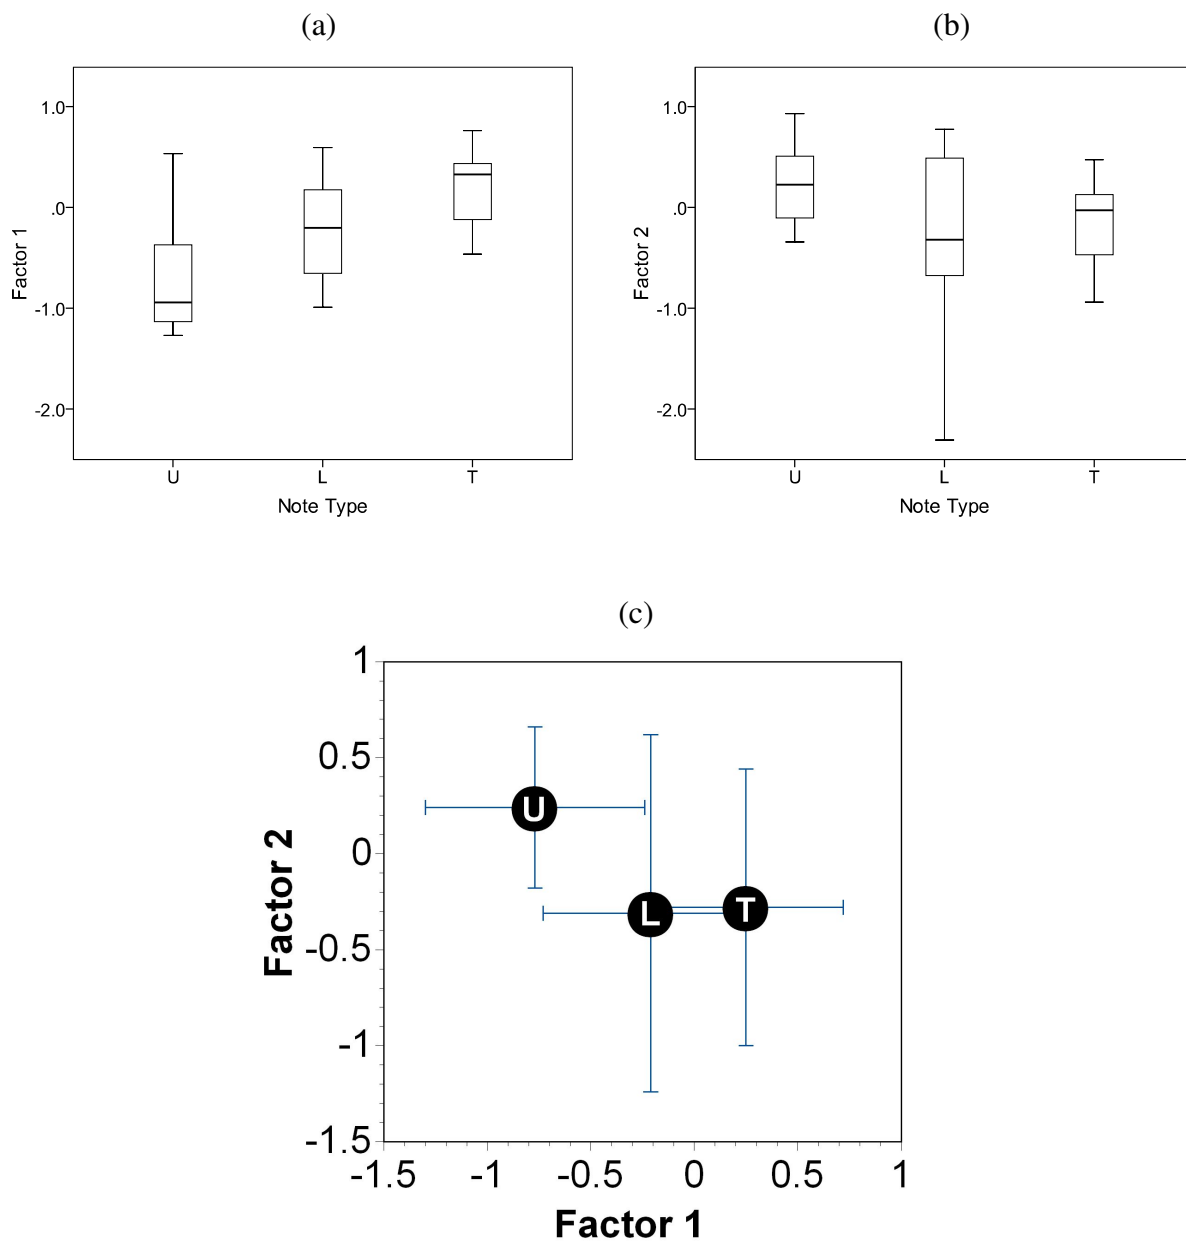 (a)
(b)
1.0
.0
-1.0
-2.0
Factor 1
U L T
Note Type
1.0
.0
-1.0
-2.0
Factor 2
U L T
Note Type
(c)
1
0.5
0
-0.5
-1
-1.5
Factor 2
U
L
T
-1.5 -1 -0.5 0 0.5 1
Factor 1